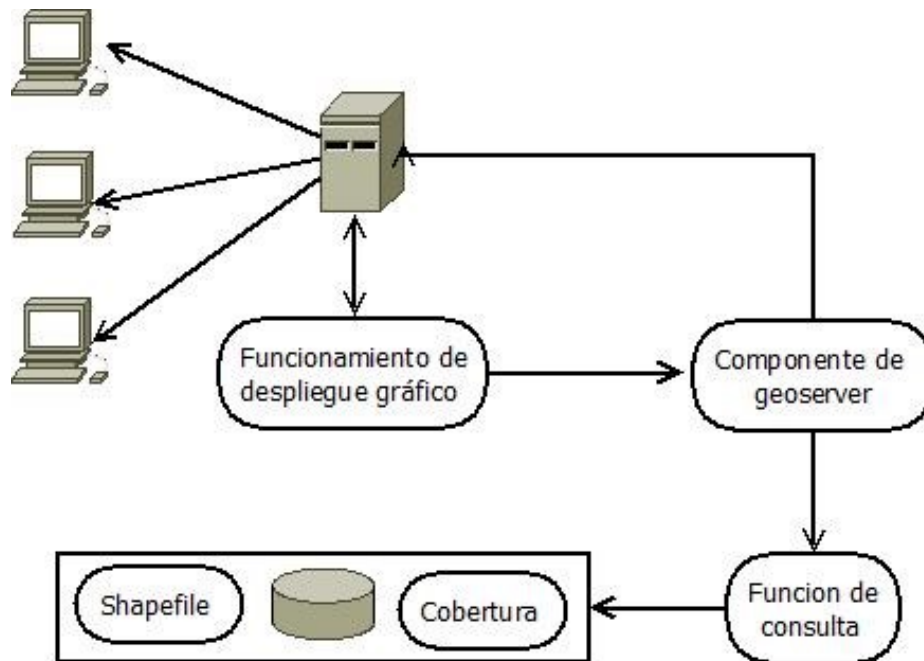 Funcionamiento de
despliegue gráfico
Componente de
geoserver
Shapefile
Cobertura
Funcion de
consulta